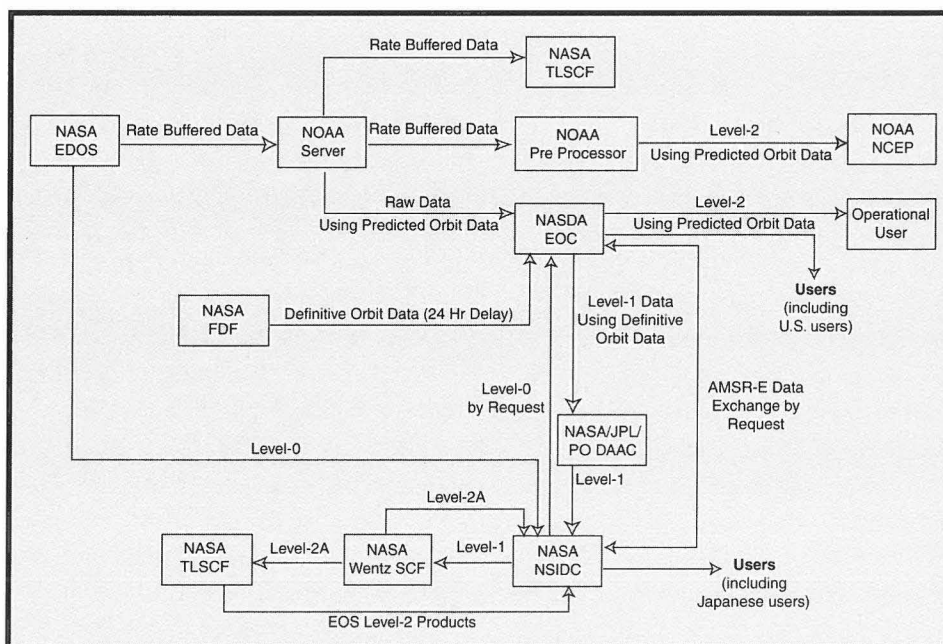 Rate Buffered Data
NASA
TLSCF
NASA
EDOS
Rate Buffered Data
NOAA
Server
Rate Buffered Data
NOAA
Pre Processor
Level-2
Using Predicted Orbit Data
NOAA
NCEP
Raw Data
Using Predicted Orbit Data
NASDA
EOC
Level-2
Using Predicted Orbit Data
Operational
User
Users
(including
U.S. users)
NASA
FDF
Definitive Orbit Data (24 Hr Delay)
Level-1 Data
Using Definitive
Orbit Data
Level-0
by Request
AMSR-E Data
Exchange by
Request
NASA/JPL/
PO DAAC
Level-0
Level-1
Level-2A
NASA
TLSCF
Level-2A
NASA
Wentz SCF
Level-1
NASA
NSIDC
Users
(including
Japanese users)
EOS Level-2 Products